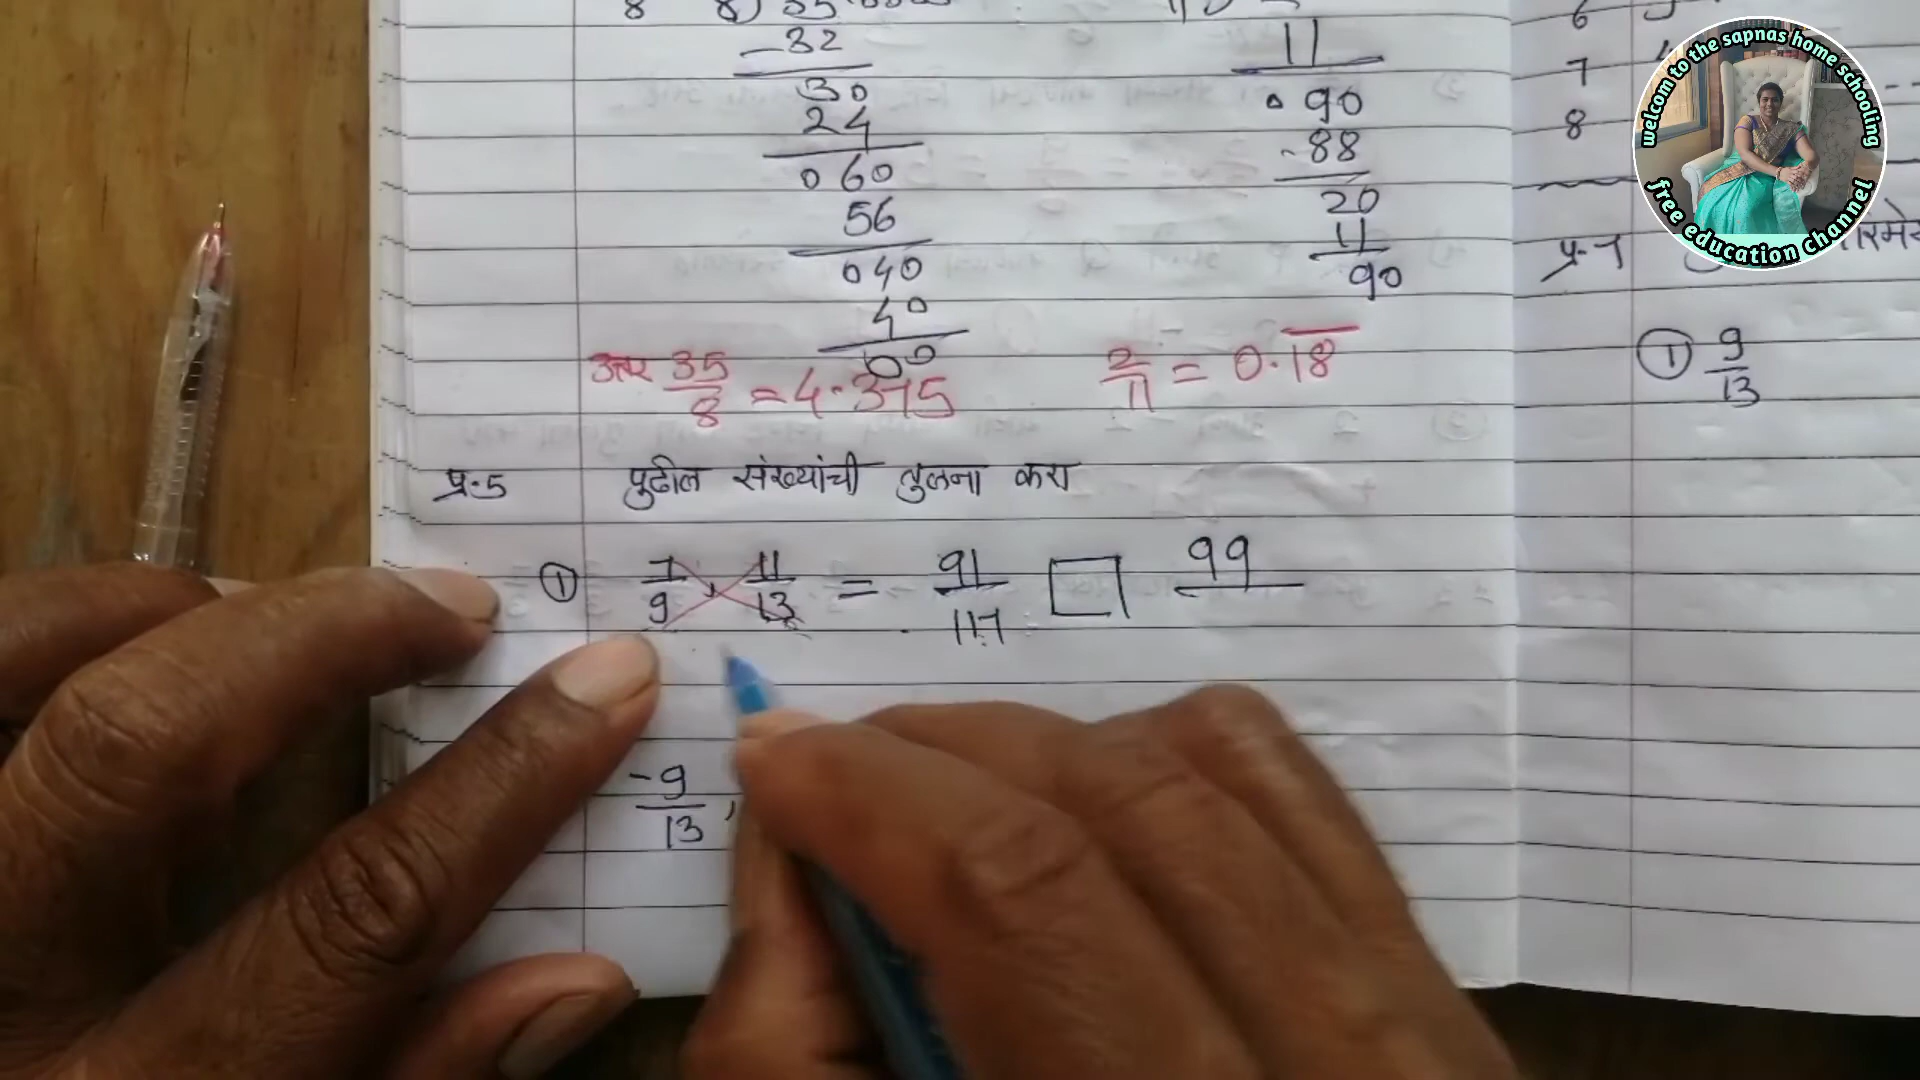 - 32
30
24
060
56
040
40
00
उत्तर 35/8 = 4.375
11
090
- 88
20
11
90
2/11 = 0.18
प्र.5 पुढील संख्यांची तुलना करा
① 7/9 , 11/13 = 91/117 □ 99
-9/13 ,
6
7
8
प्र.7
① 9/13
welcom to the sapnas home schooling
free education channel